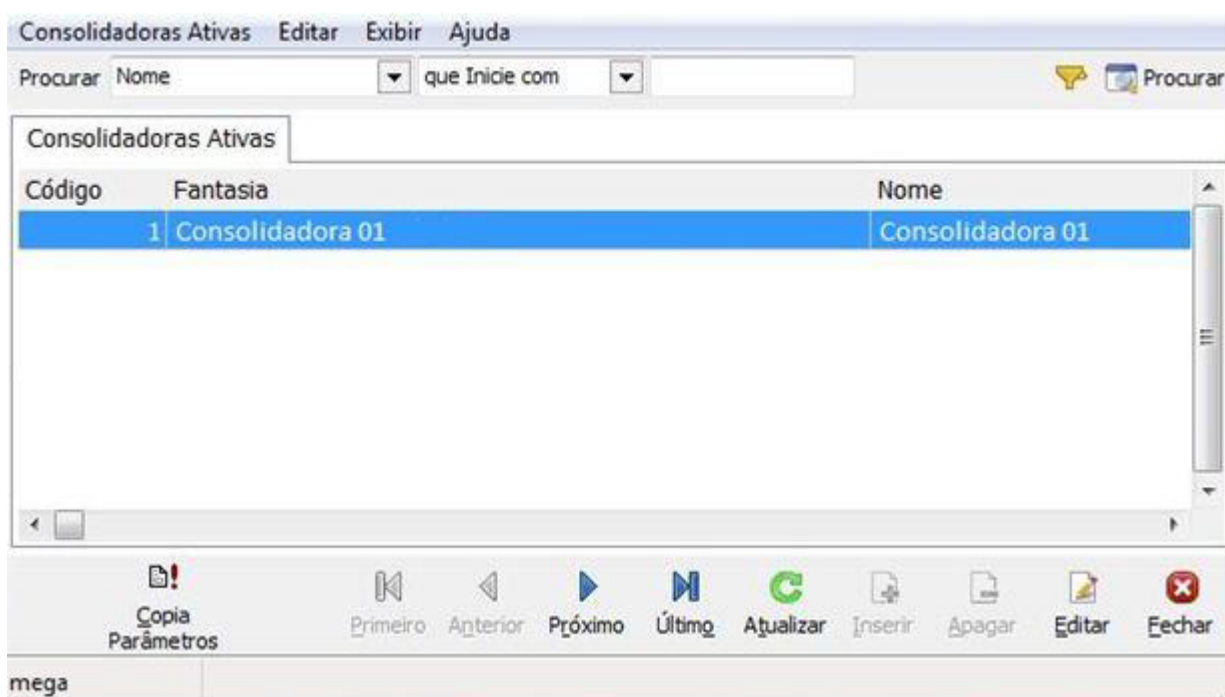 Consolidadoras Ativas Editar Exibir Ajuda
Procurar Nome que Inicie com Procurar
Consolidadoras Ativas
Código Fantasia Nome
1 Consolidadora 01 Consolidadora 01
Copia
Parâmetros
Primeiro Anterior Próximo Último Atualizar Inserir Apagar Editar Fechar
mega